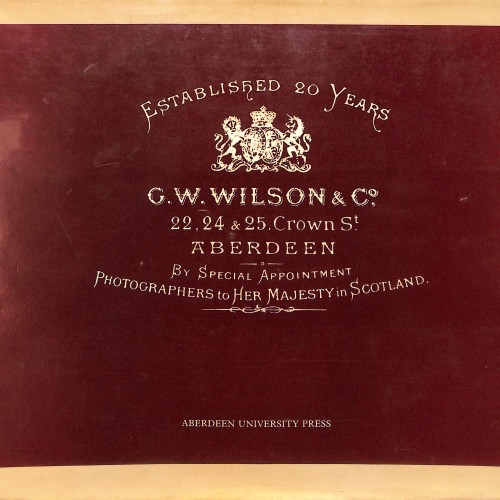 ESTABLISHED 20 YEARS
G.W. WILSON & Co.
22, 24 & 25, Crown St.
ABERDEEN
BY SPECIAL APPOINTMENT
PHOTOGRAPHERS to HER MAJESTY in SCOTLAND.
ABERDEEN UNIVERSITY PRESS